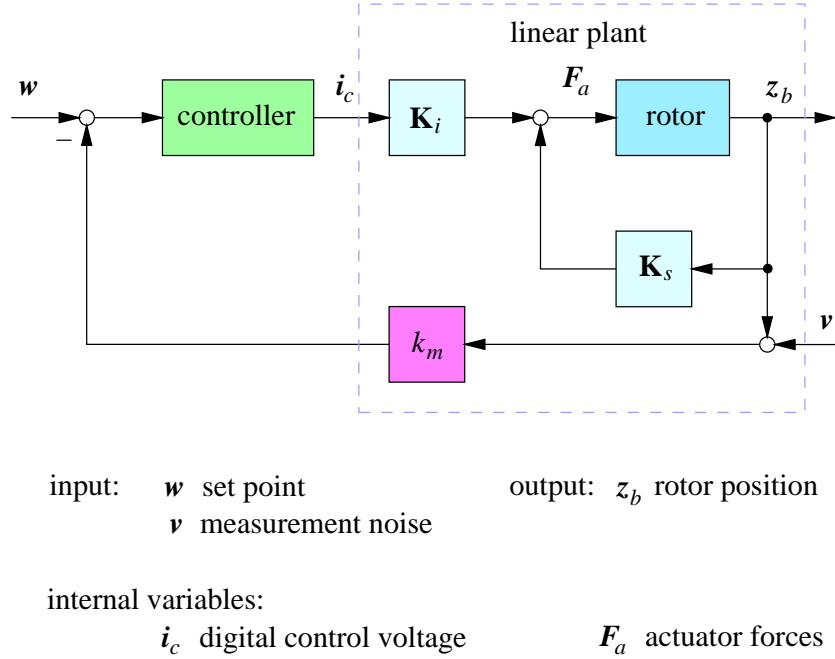 linear plant
w
i_c
F_a
z_b
controller
K_i
rotor
−
K_s
v
k_m
input: w set point output: z_b rotor position
v measurement noise
internal variables:
i_c digital control voltage F_a actuator forces